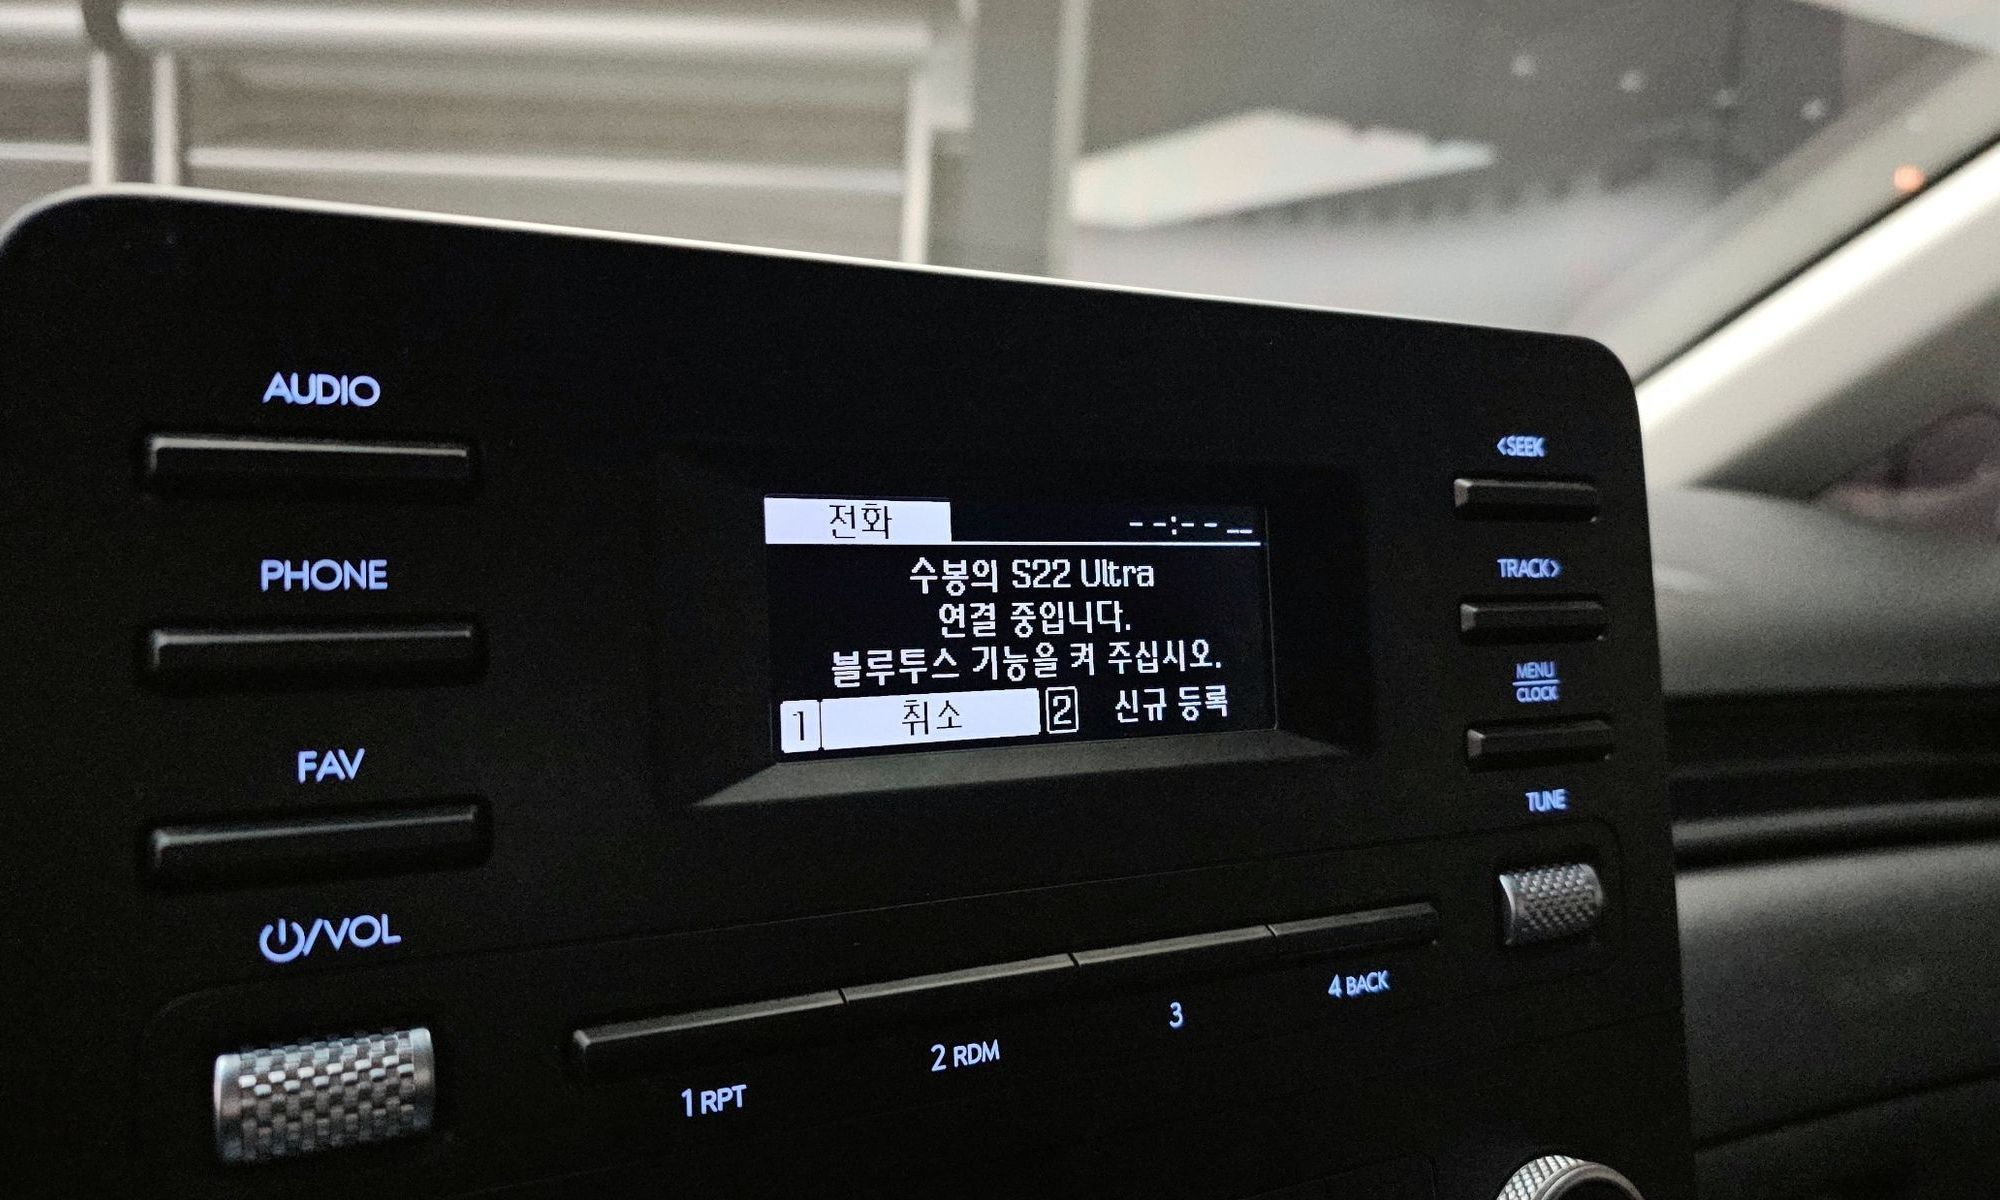 AUDIO
PHONE
FAV
/VOL
전화 --:-- --
수봉의 S22 Ultra
연결 중입니다.
블루투스 기능을 켜 주십시오.
1 취소 2 신규 등록
<SEEK
TRACK>
MENU
CLOCK
TUNE
1 RPT
2 RDM
3
4 BACK